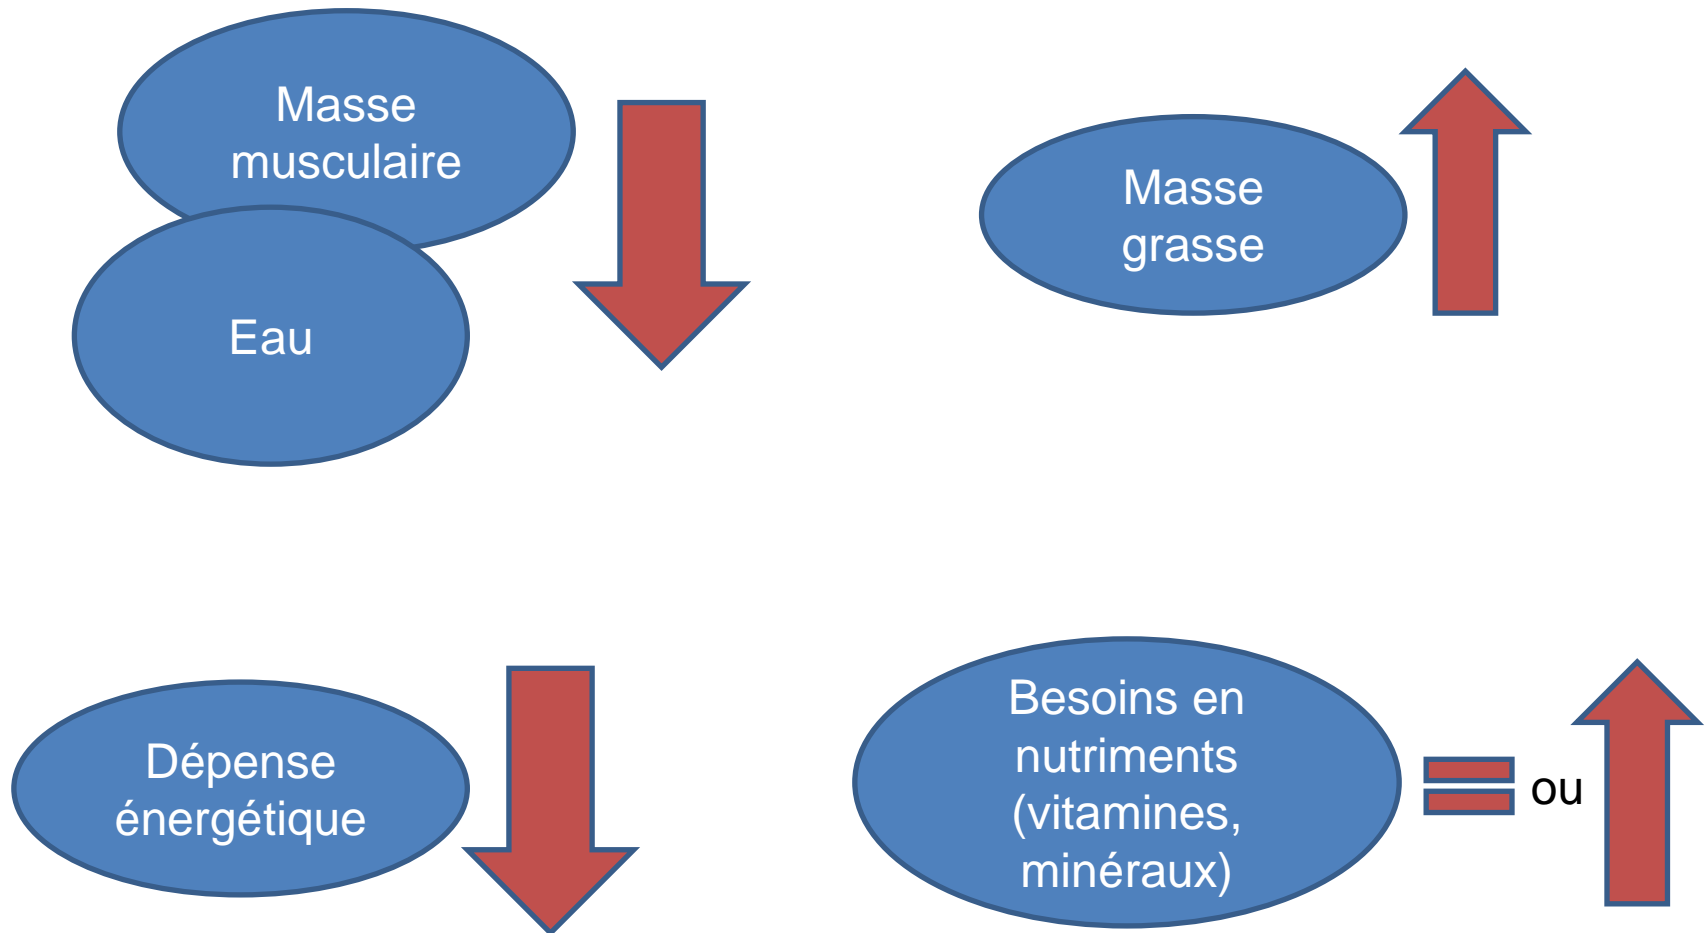 Masse
musculaire
Eau
Masse
grasse
Dépense
énergétique
Besoins en
nutriments
(vitamines,
minéraux)
ou